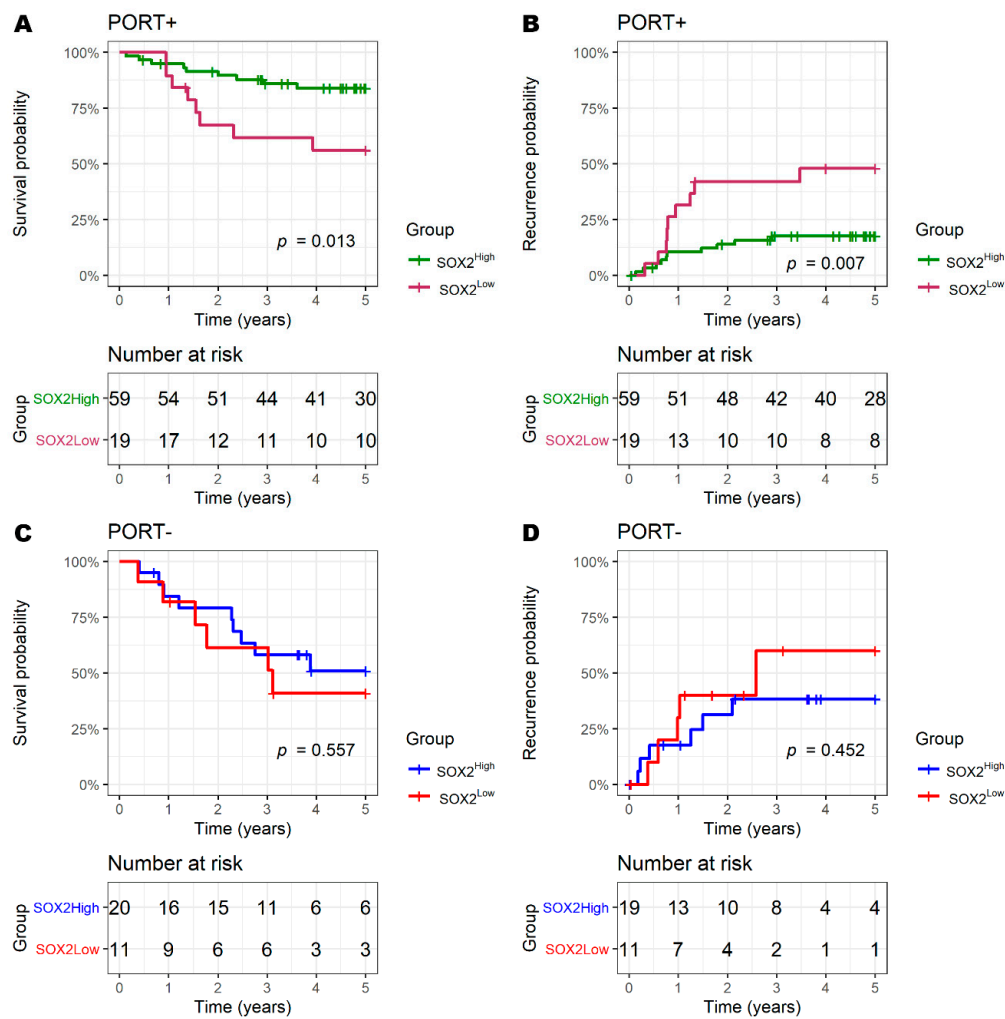 A PORT+
100%
75%
50%
25%
0%
Survival probability
p = 0.013
0 1 2 3 4 5
Time (years)
Group
SOX2High
SOX2Low
Number at risk
Group
SOX2High 59 54 51 44 41 30
SOX2Low 19 17 12 11 10 10
0 1 2 3 4 5
Time (years)
B PORT+
100%
75%
50%
25%
0%
Recurrence probability
p = 0.007
0 1 2 3 4 5
Time (years)
Group
SOX2High
SOX2Low
Number at risk
Group
SOX2High 59 51 48 42 40 28
SOX2Low 19 13 10 10 8 8
0 1 2 3 4 5
Time (years)
C PORT-
100%
75%
50%
25%
0%
Survival probability
p = 0.557
0 1 2 3 4 5
Time (years)
Group
SOX2High
SOX2Low
Number at risk
Group
SOX2High 20 16 15 11 6 6
SOX2Low 11 9 6 6 3 3
0 1 2 3 4 5
Time (years)
D PORT-
100%
75%
50%
25%
0%
Recurrence probability
p = 0.452
0 1 2 3 4 5
Time (years)
Group
SOX2High
SOX2Low
Number at risk
Group
SOX2High 19 13 10 8 4 4
SOX2Low 11 7 4 2 1 1
0 1 2 3 4 5
Time (years)